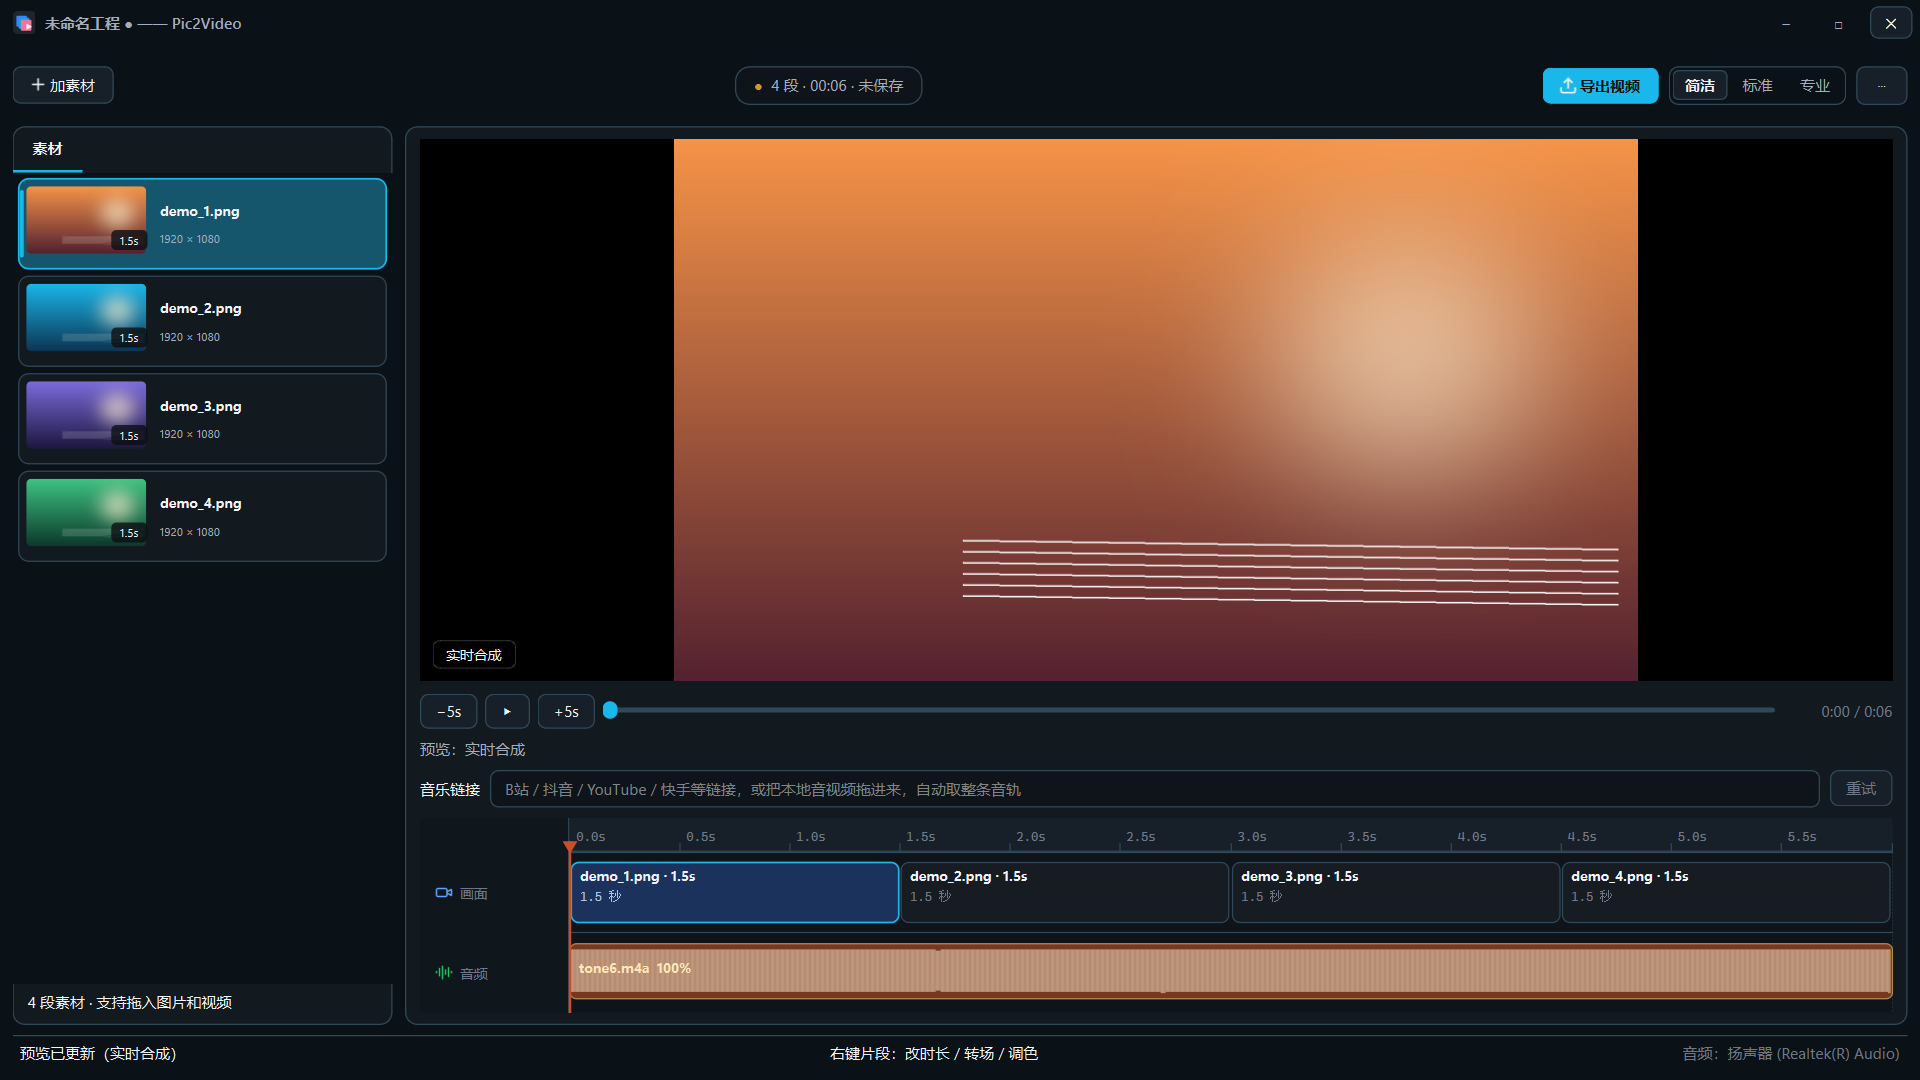 未命名工程 ● —— Pic2Video
加素材
4 段 · 00:06 · 未保存
导出视频
简洁
标准
专业
...
素材
1.5s
demo_1.png
1920 × 1080
1.5s
demo_2.png
1920 × 1080
1.5s
demo_3.png
1920 × 1080
1.5s
demo_4.png
1920 × 1080
4 段素材 · 支持拖入图片和视频
实时合成
−5s
+5s
0:00 / 0:06
预览：实时合成
音乐链接
B站 / 抖音 / YouTube / 快手等链接，或把本地音视频拖进来，自动取整条音轨
重试
0.0s 0.5s 1.0s 1.5s 2.0s 2.5s 3.0s 3.5s 4.0s 4.5s 5.0s 5.5s
画面
demo_1.png · 1.5s
1.5 秒
demo_2.png · 1.5s
1.5 秒
demo_3.png · 1.5s
1.5 秒
demo_4.png · 1.5s
1.5 秒
音频
tone6.m4a 100%
预览已更新（实时合成）
右键片段：改时长 / 转场 / 调色
音频：扬声器 (Realtek(R) Audio)